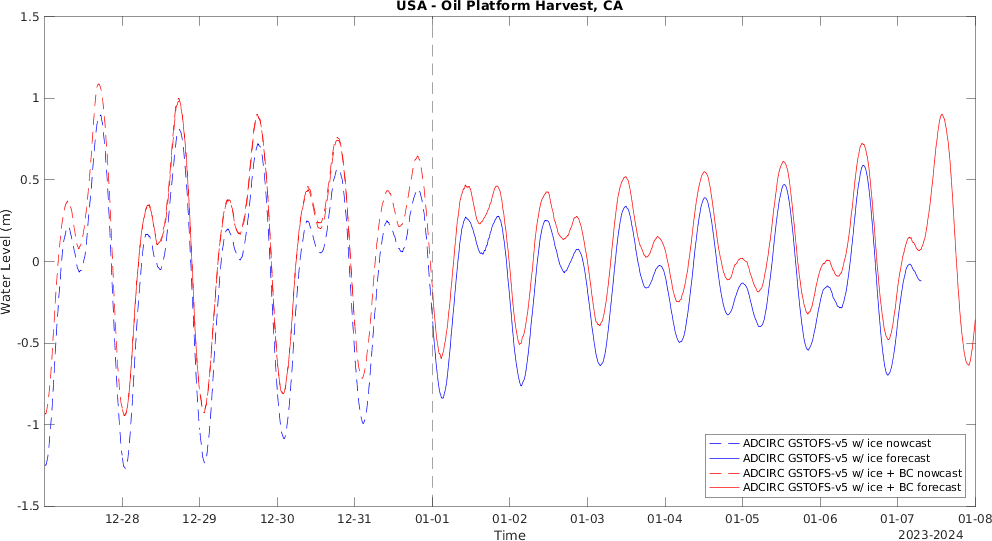 USA - Oil Platform Harvest, CA
Water Level (m)
1.5
1
0.5
0
-0.5
-1
-1.5
12-28 12-29 12-30 12-31 01-01 01-02 01-03 01-04 01-05 01-06 01-07 01-08
Time
2023-2024
ADCIRC GSTOFS-v5 w/ ice nowcast
ADCIRC GSTOFS-v5 w/ ice forecast
ADCIRC GSTOFS-v5 w/ ice + BC nowcast
ADCIRC GSTOFS-v5 w/ ice + BC forecast